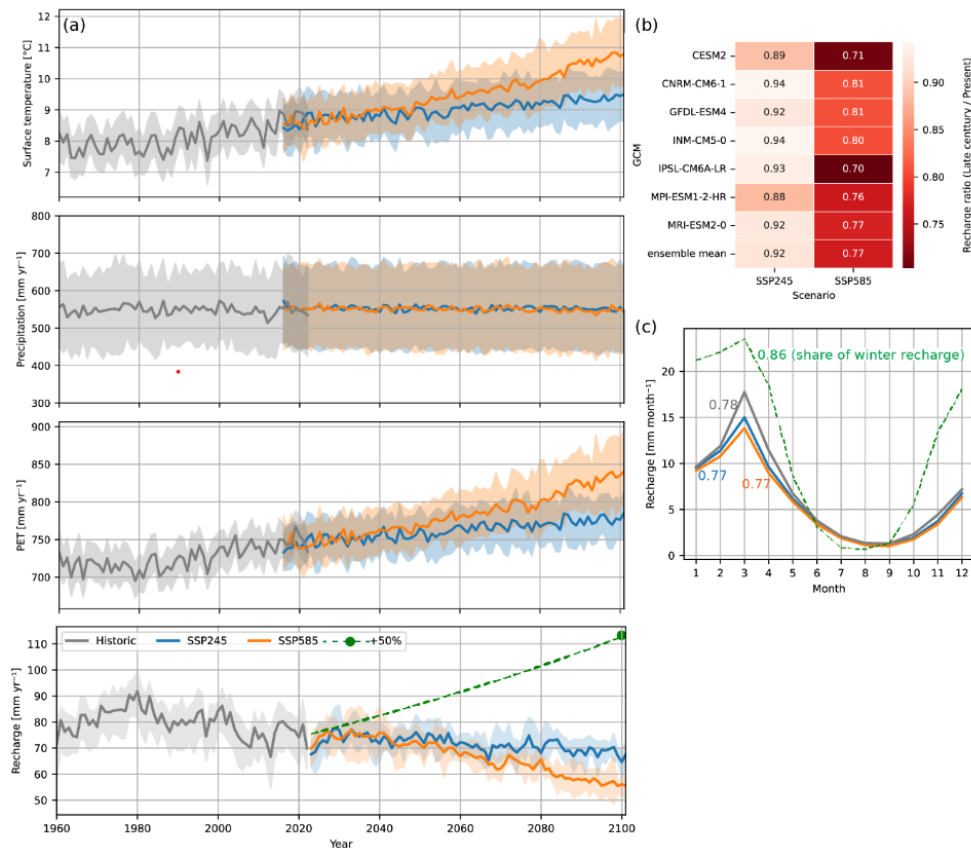 (a)
12
11
10
9
8
7
Surface temperature [°C]
800
700
600
500
400
300
Precipitation [mm yr⁻¹]
900
850
800
750
700
PET [mm yr⁻¹]
Historic SSP245 SSP585 +50%
110
100
90
80
70
60
50
Recharge [mm yr⁻¹]
1960 1980 2000 2020 2040 2060 2080 2100
Year
(b)
CESM2 0.89 0.71
CNRM-CM6-1 0.94 0.81
GFDL-ESM4 0.92 0.81
INM-CM5-0 0.94 0.80
IPSL-CM6A-LR 0.93 0.70
MPI-ESM1-2-HR 0.88 0.76
MRI-ESM2-0 0.92 0.77
ensemble mean 0.92 0.77
GCM
SSP245 SSP585
Scenario
0.90
0.85
0.80
0.75
Recharge ratio (Late centtury / Present)
(c)
0.86 (share of winter recharge)
0.78
0.77
0.77
20
15
10
5
0
Recharge [mm month⁻¹]
1 2 3 4 5 6 7 8 9 10 11 12
Month